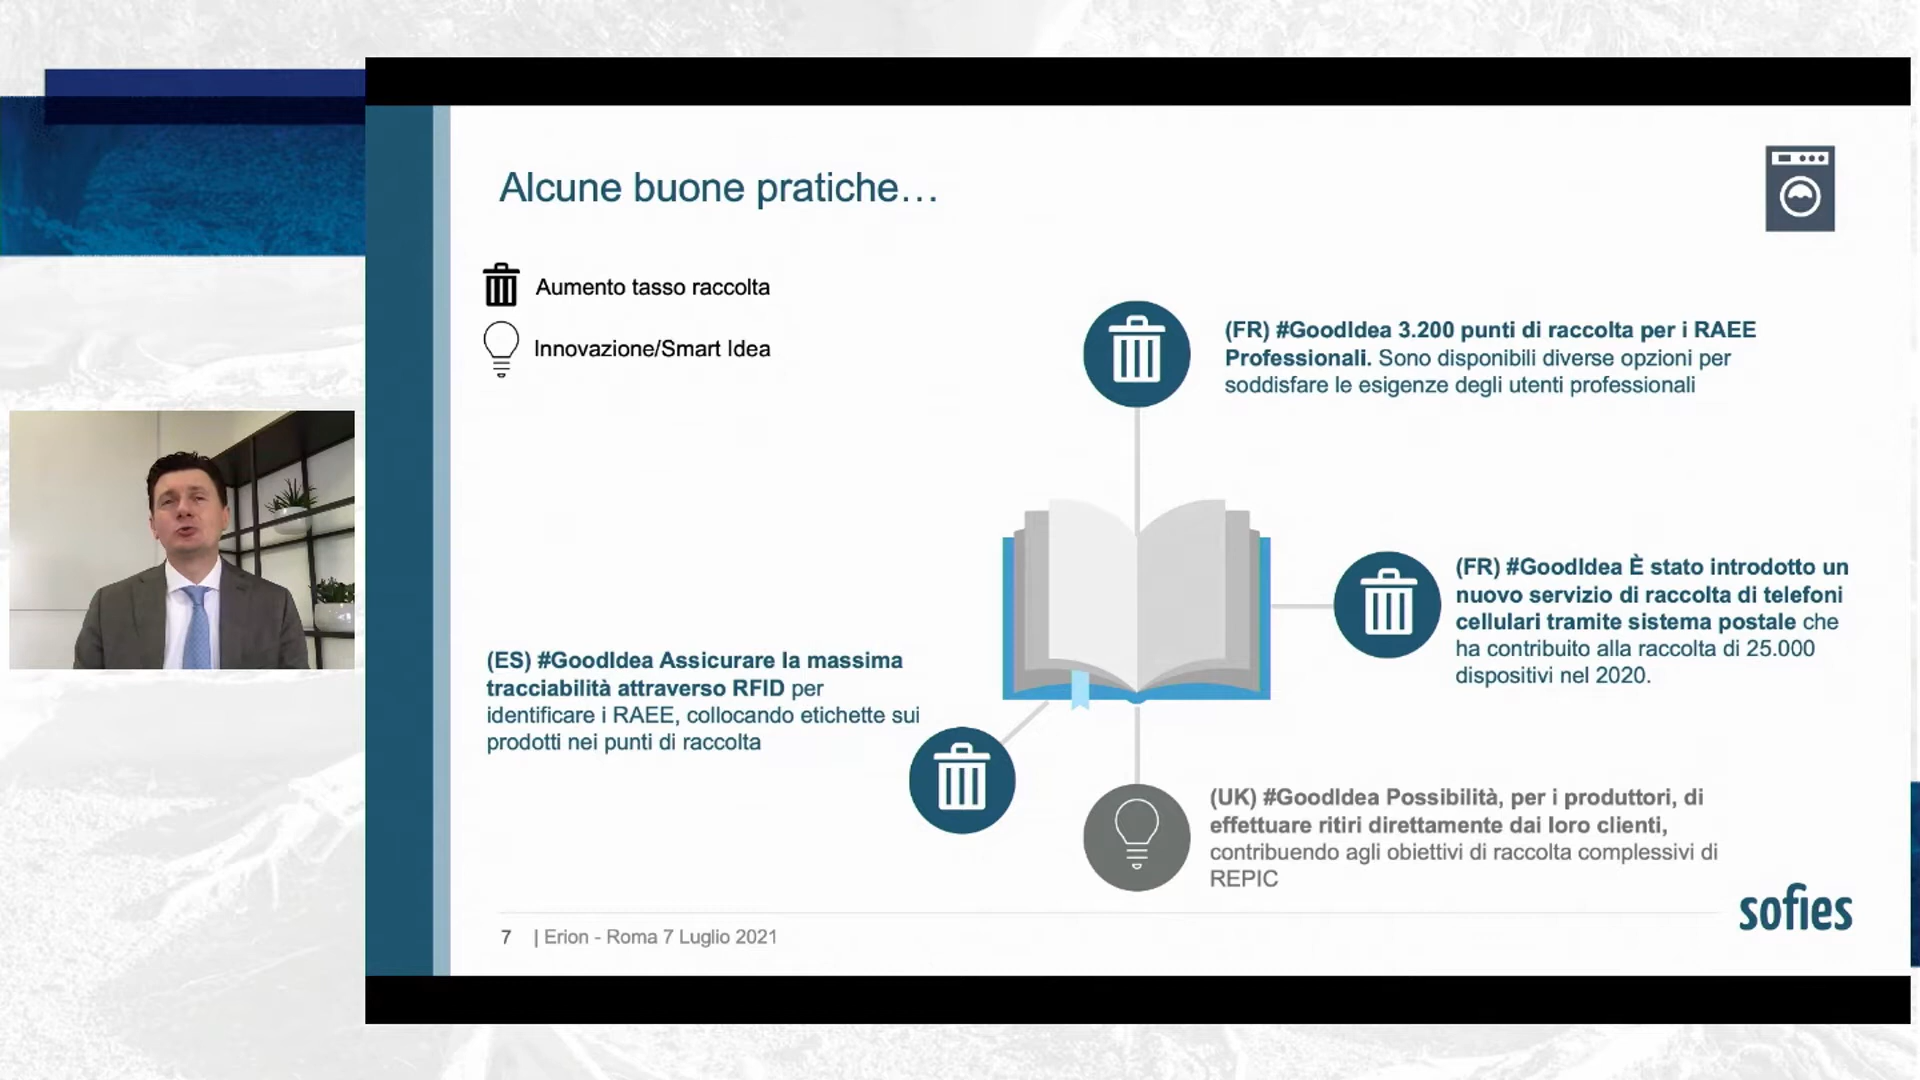 Alcune buone pratiche…
Aumento tasso raccolta
Innovazione/Smart Idea
(FR) #GoodIdea 3.200 punti di raccolta per i RAEE
Professionali. Sono disponibili diverse opzioni per
soddisfare le esigenze degli utenti professionali
(FR) #GoodIdea È stato introdotto un
nuovo servizio di raccolta di telefoni
cellulari tramite sistema postale che
ha contribuito alla raccolta di 25.000
dispositivi nel 2020.
(ES) #GoodIdea Assicurare la massima
tracciabilità attraverso RFID per
identificare i RAEE, collocando etichette sui
prodotti nei punti di raccolta
(UK) #GoodIdea Possibilità, per i produttori, di
effettuare ritiri direttamente dai loro clienti,
contribuendo agli obiettivi di raccolta complessivi di
REPIC
sofies
7 | Erion - Roma 7 Luglio 2021